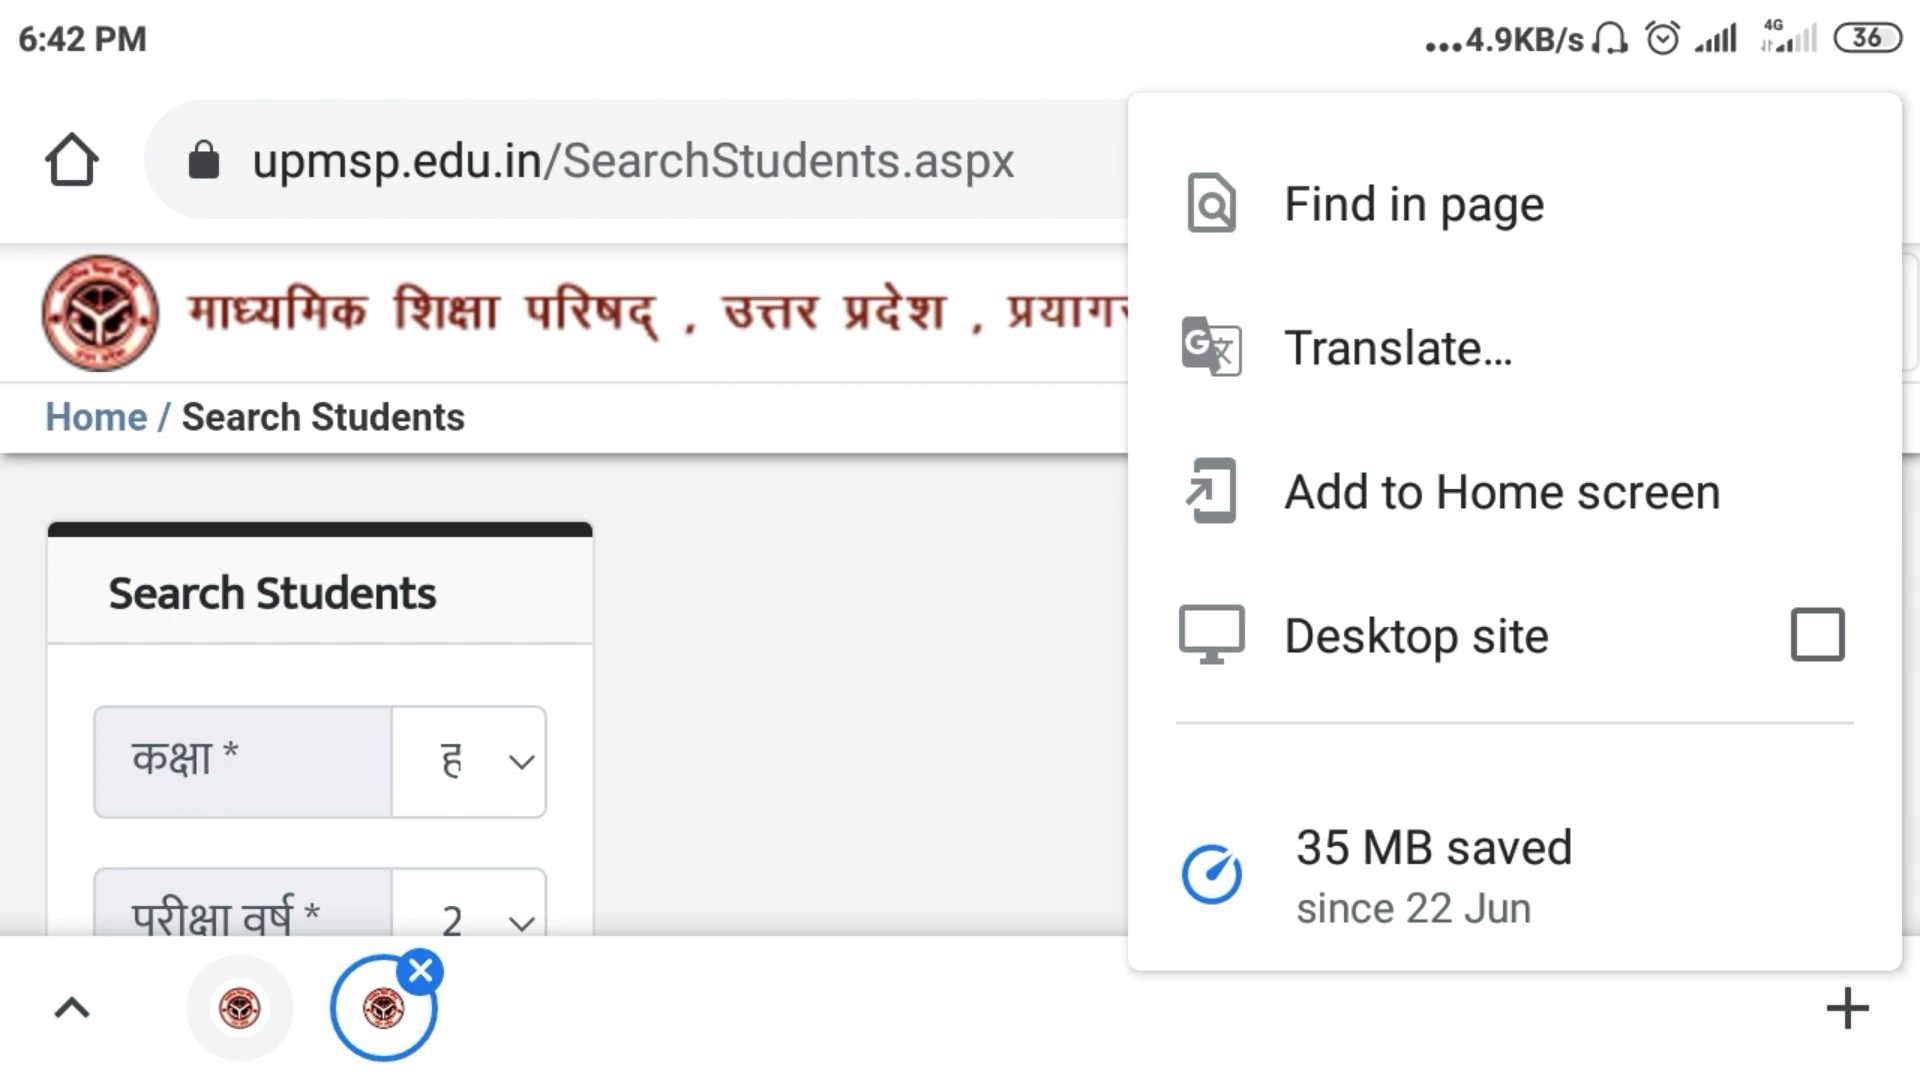 6:42 PM
...4.9KB/s 4G 36
upmsp.edu.in/SearchStudents.aspx
माध्यमिक शिक्षा परिषद् , उत्तर प्रदेश ,
Home / Search Students
Search Students
कक्षा * ह
परीक्षा वर्ष * 2
Find in page
Translate...
Add to Home screen
Desktop site
35 MB saved
since 22 Jun